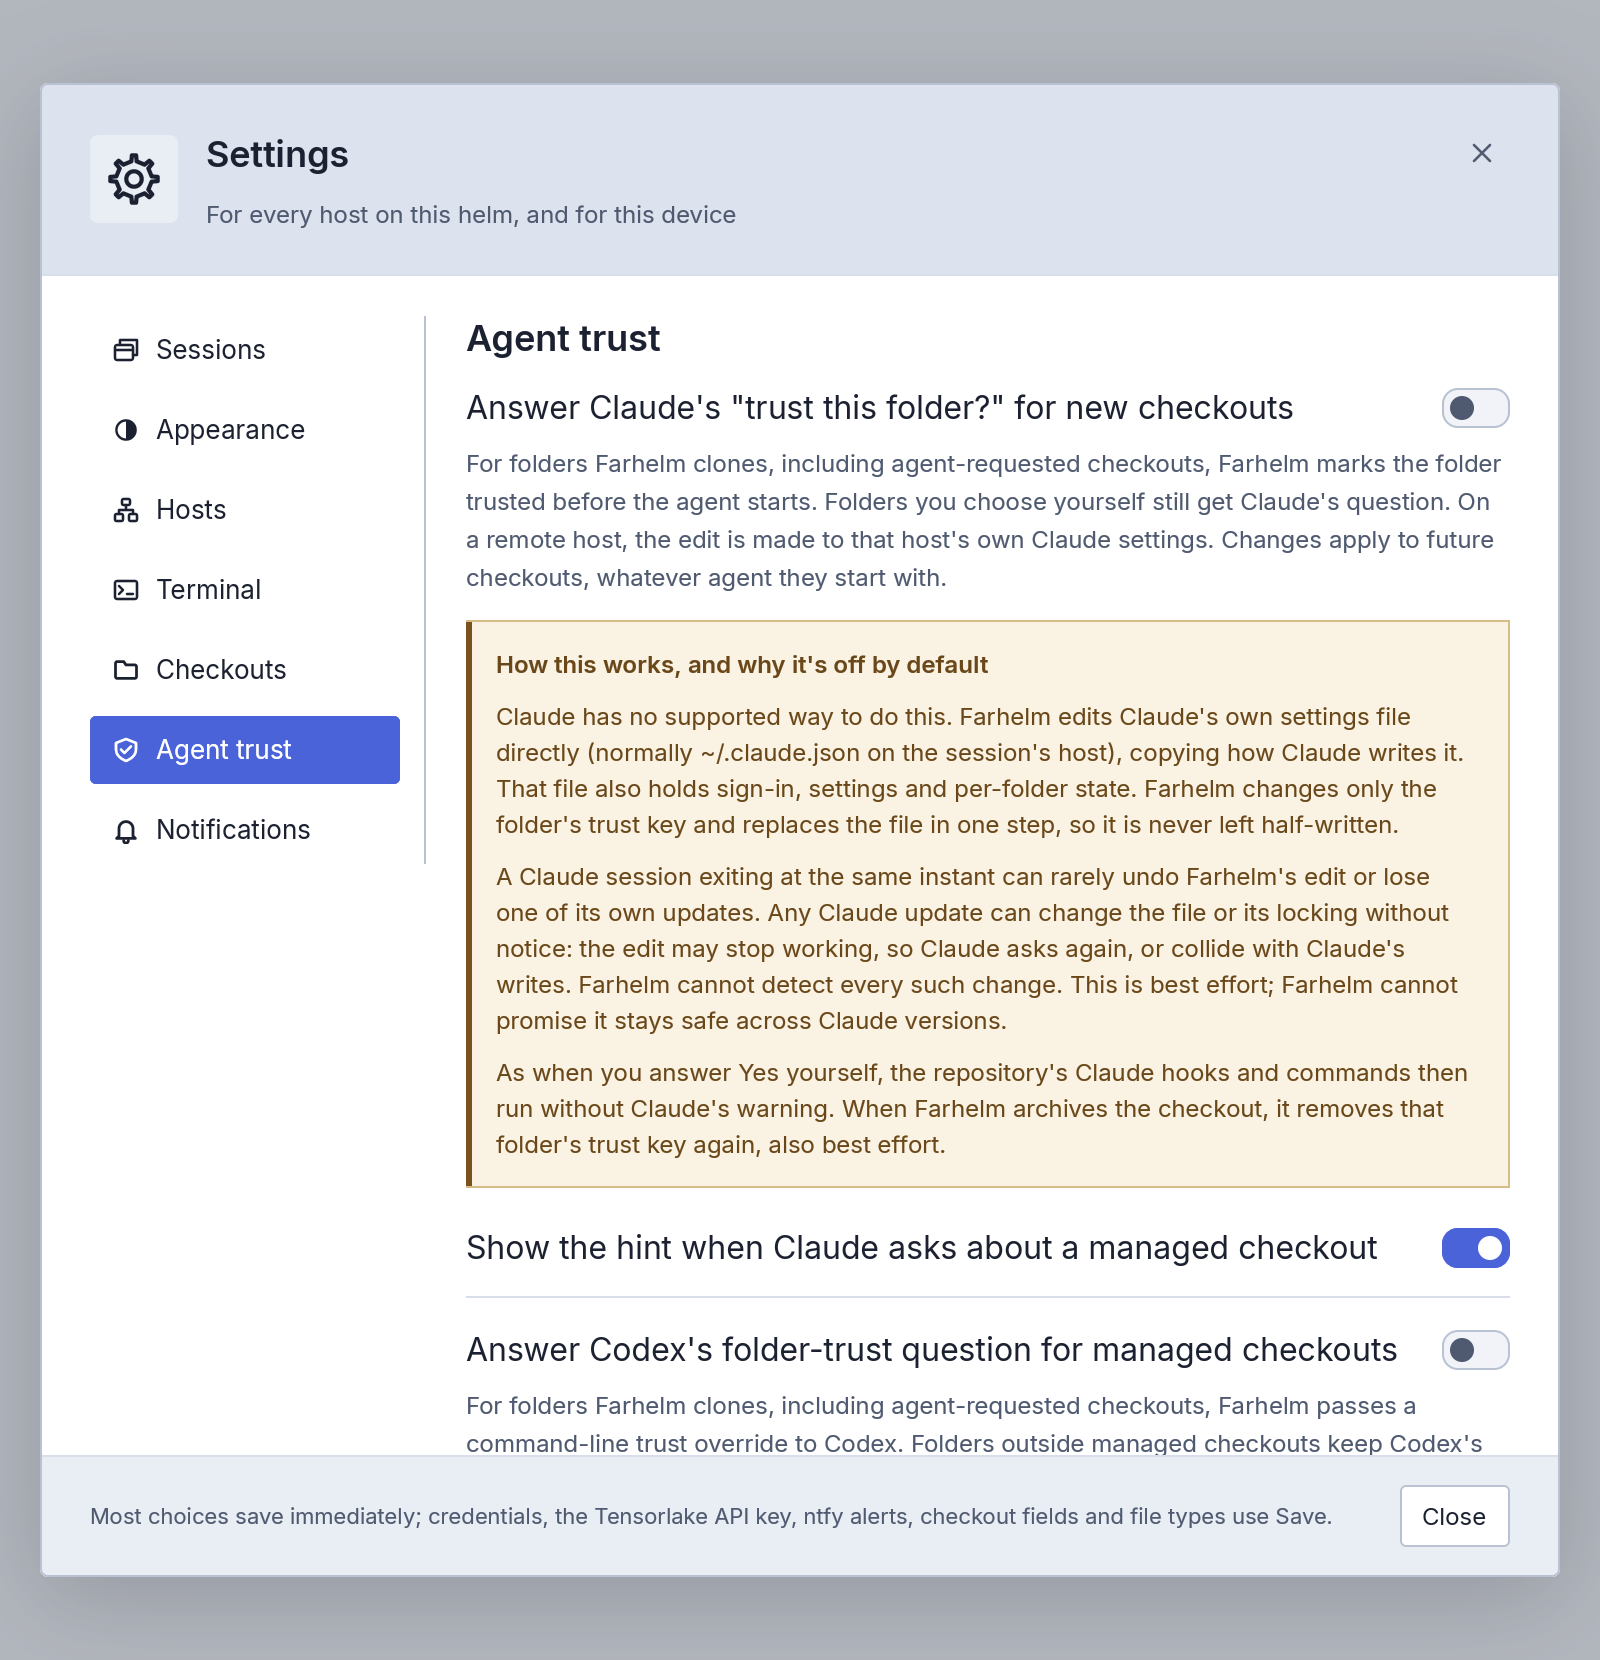 Settings
For every host on this helm, and for this device
Sessions
Appearance
Hosts
Terminal
Checkouts
Agent trust
Notifications
Agent trust
Answer Claude's "trust this folder?" for new checkouts
For folders Farhelm clones, including agent-requested checkouts, Farhelm marks the folder
trusted before the agent starts. Folders you choose yourself still get Claude's question. On
a remote host, the edit is made to that host's own Claude settings. Changes apply to future
checkouts, whatever agent they start with.
How this works, and why it's off by default
Claude has no supported way to do this. Farhelm edits Claude's own settings file
directly (normally ~/.claude.json on the session's host), copying how Claude writes it.
That file also holds sign-in, settings and per-folder state. Farhelm changes only the
folder's trust key and replaces the file in one step, so it is never left half-written.
A Claude session exiting at the same instant can rarely undo Farhelm's edit or lose
one of its own updates. Any Claude update can change the file or its locking without
notice: the edit may stop working, so Claude asks again, or collide with Claude's
writes. Farhelm cannot detect every such change. This is best effort; Farhelm cannot
promise it stays safe across Claude versions.
As when you answer Yes yourself, the repository's Claude hooks and commands then
run without Claude's warning. When Farhelm archives the checkout, it removes that
folder's trust key again, also best effort.
Show the hint when Claude asks about a managed checkout
Answer Codex's folder-trust question for managed checkouts
For folders Farhelm clones, including agent-requested checkouts, Farhelm passes a
command-line trust override to Codex. Folders outside managed checkouts keep Codex's
Most choices save immediately; credentials, the Tensorlake API key, ntfy alerts, checkout fields and file types use Save.
Close